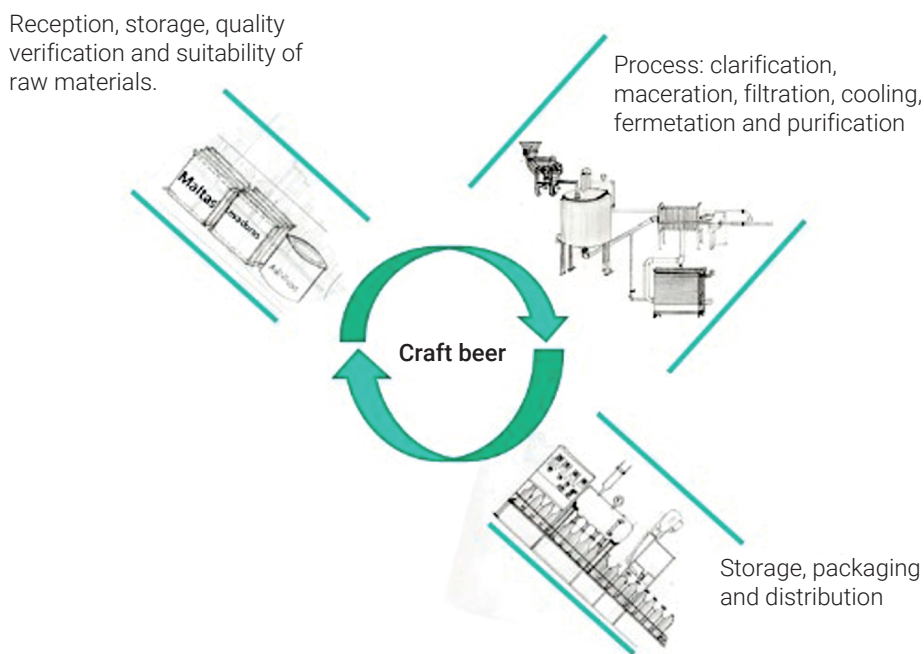 Reception, storage, quality
verification and suitability of
raw materials.
Process: clarification,
maceration, filtration, cooling,
fermetation and purification
Maltas
Craft beer
Storage, packaging
and distribution